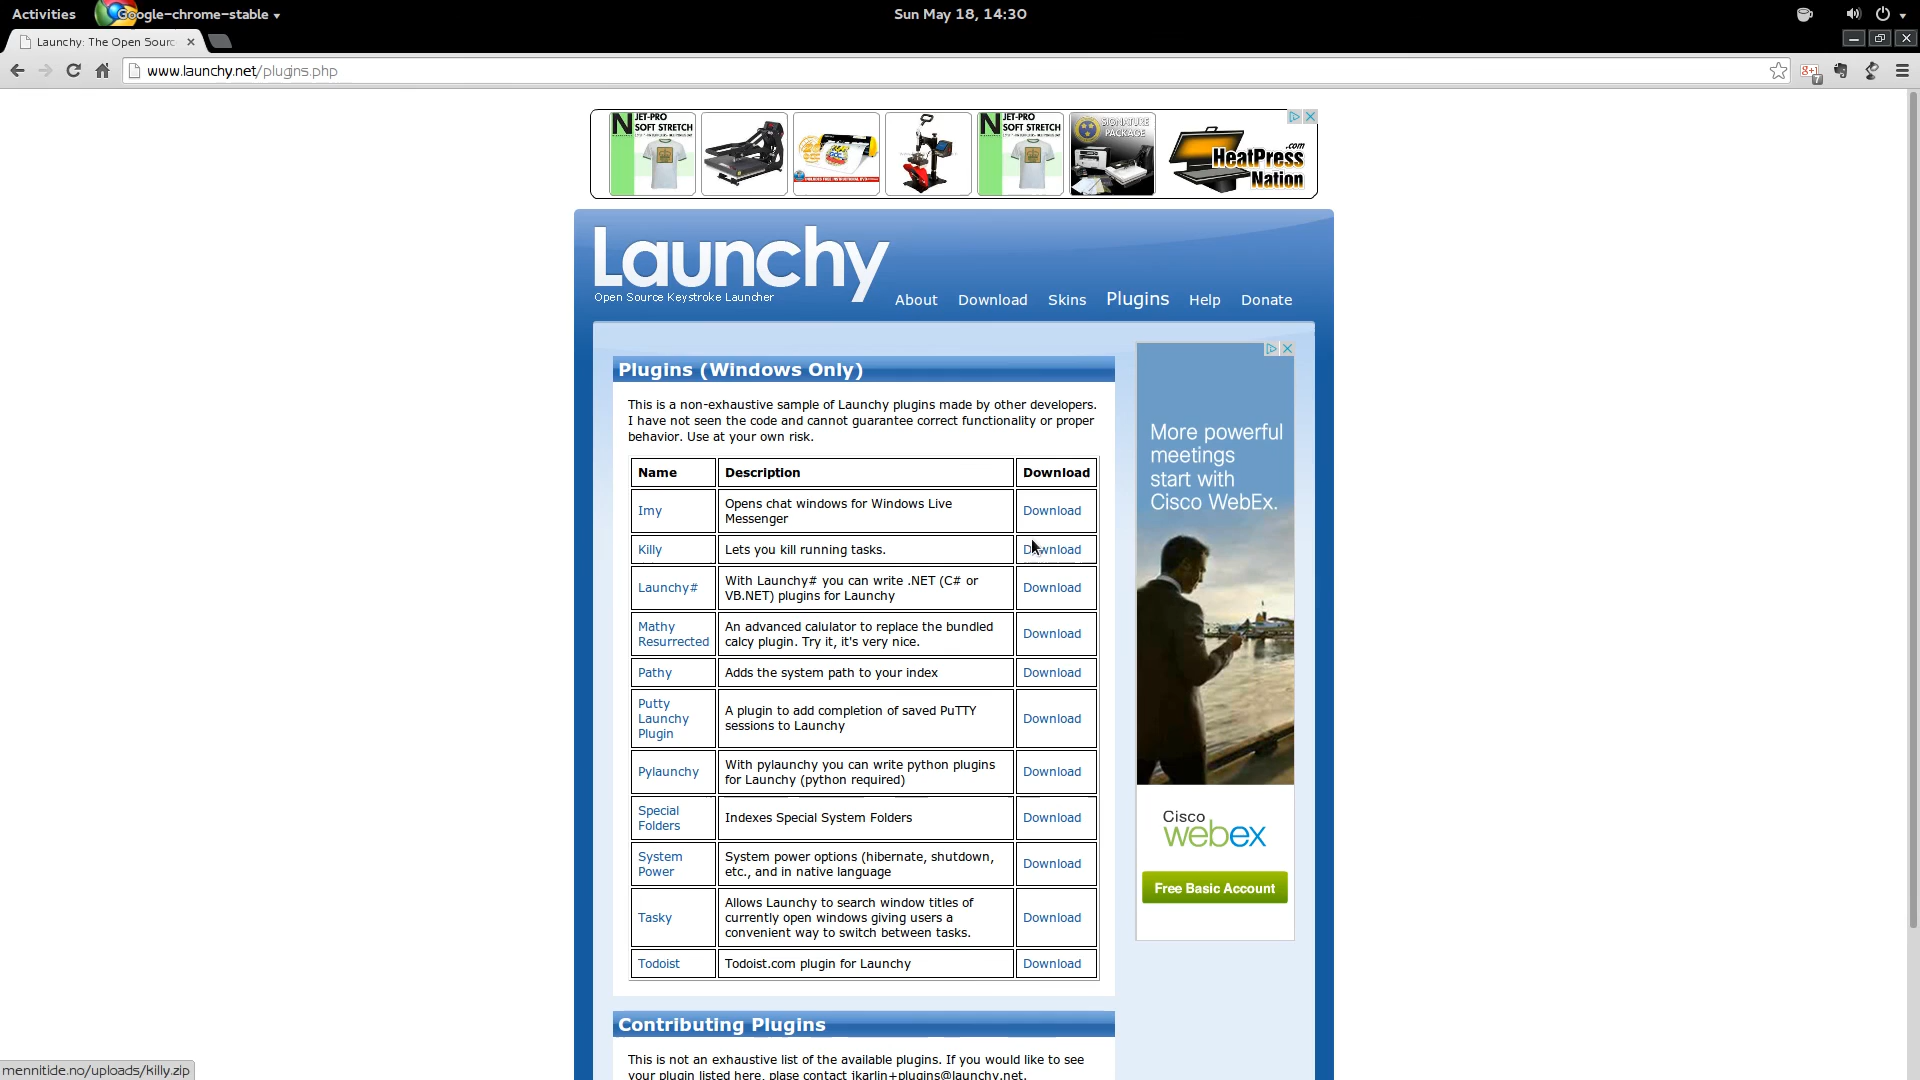 Activities
Google-chrome-stable
Sun May 18, 14:30
Launchy: The Open Sourc
www.launchy.net/plugins.php
g+1
7
N JET-PRO
SOFT STRETCH
N JET-PRO
SOFT STRETCH
SIGNATURE
PACKAGE
.com
HeatPress
Nation
Launchy
Open Source Keystroke Launcher
About Download Skins Plugins Help Donate
Plugins (Windows Only)
This is a non-exhaustive sample of Launchy plugins made by other developers.
I have not seen the code and cannot guarantee correct functionality or proper
behavior. Use at your own risk.
Name Description Download
Imy Opens chat windows for Windows Live
Messenger Download
Killy Lets you kill running tasks. Download
Launchy# With Launchy# you can write .NET (C# or
VB.NET) plugins for Launchy Download
Mathy
Resurrected An advanced calulator to replace the bundled
calcy plugin. Try it, it's very nice. Download
Pathy Adds the system path to your index Download
Putty
Launchy
Plugin A plugin to add completion of saved PuTTY
sessions to Launchy Download
Pylaunchy With pylaunchy you can write python plugins
for Launchy (python required) Download
Special
Folders Indexes Special System Folders Download
System
Power System power options (hibernate, shutdown,
etc., and in native language Download
Tasky Allows Launchy to search window titles of
currently open windows giving users a
convenient way to switch between tasks. Download
Todoist Todoist.com plugin for Launchy Download
More powerful
meetings
start with
Cisco WebEx.
Cisco
webex
Free Basic Account
Contributing Plugins
This is not an exhaustive list of the available plugins. If you would like to see
your plugin listed here, plase contact jkarlin+plugins@launchy.net.
mennitide.no/uploads/killy.zip